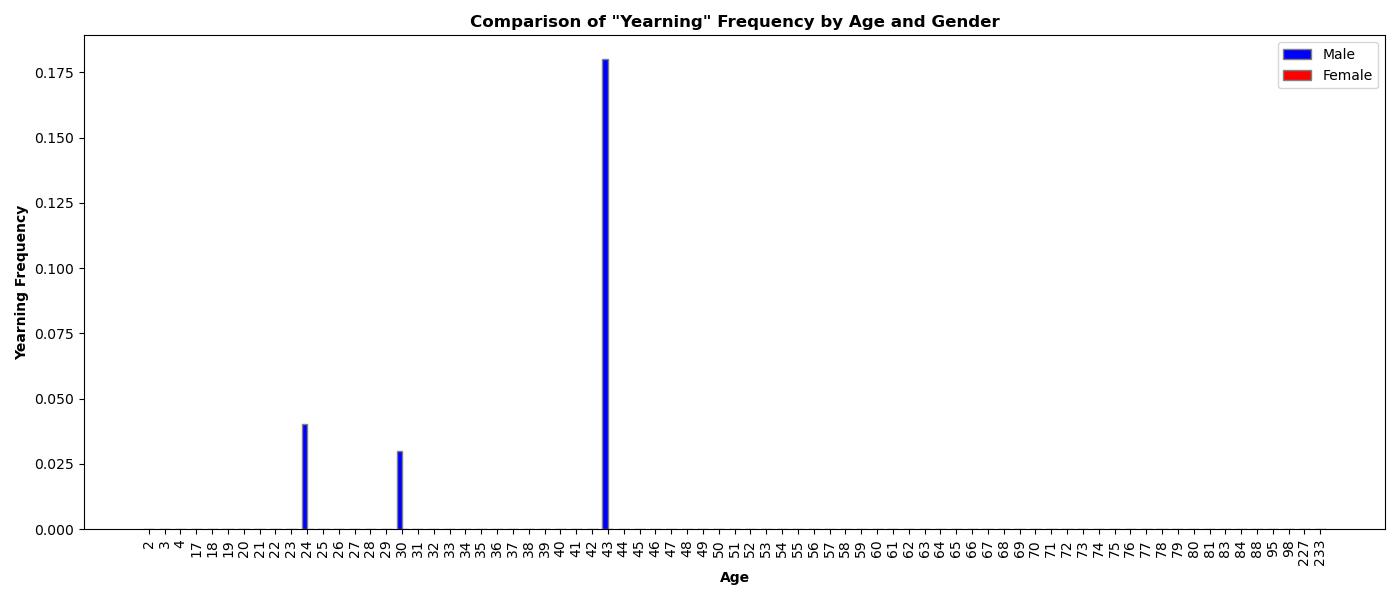 Comparison of "Yearning" Frequency by Age and Gender
Male
Female
Yearning Frequency
0.175
0.150
0.125
0.100
0.075
0.050
0.025
0.000
2 3 4 17 18 19 20 21 22 23 24 25 26 27 28 29 30 31 32 33 34 35 36 37 38 39 40 41 42 43 44 45 46 47 48 49 50 51 52 53 54 55 56 57 58 59 60 61 62 63 64 65 66 67 68 69 70 71 72 73 74 75 76 77 78 79 80 81 83 84 88 95 98 227 233
Age